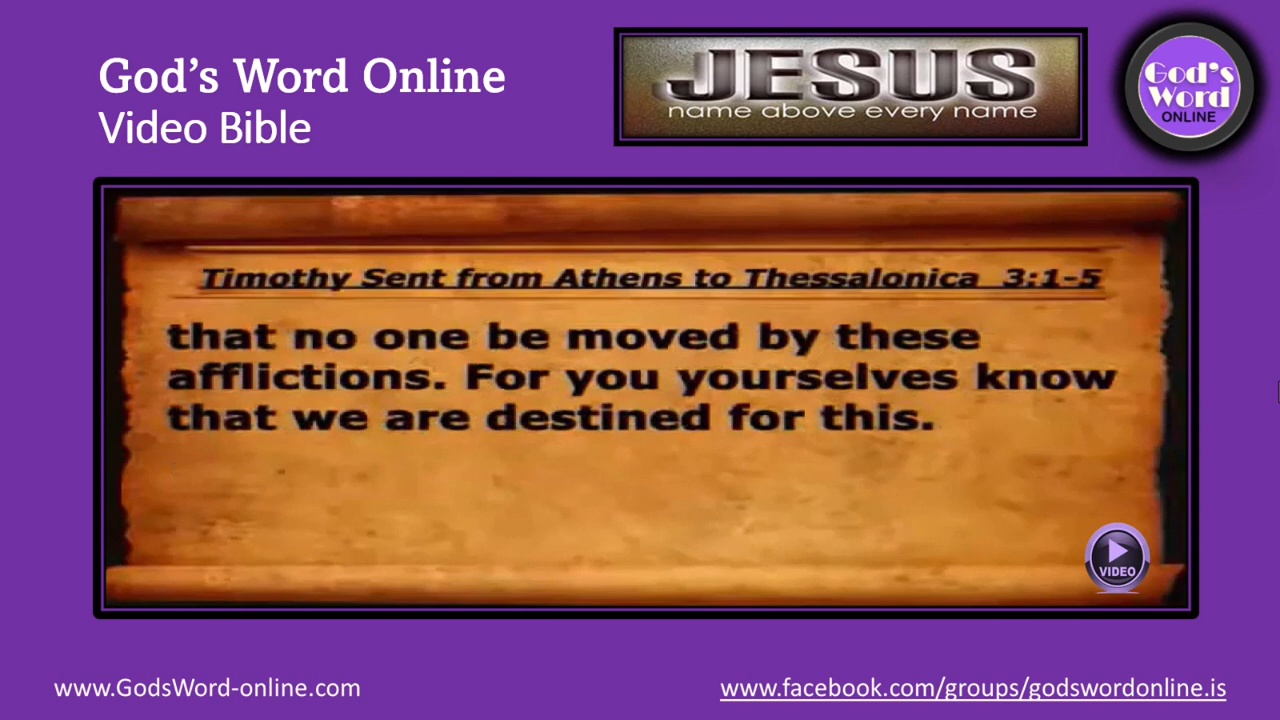 God's Word Online
Video Bible
JESUS
name above every name
God's
Word
ONLINE
Timothy Sent from Athens to Thessalonica 3:1-5
that no one be moved by these
afflictions. For you yourselves know
that we are destined for this.
VIDEO
www.GodsWord-online.com
www.facebook.com/groups/godswordonline.is